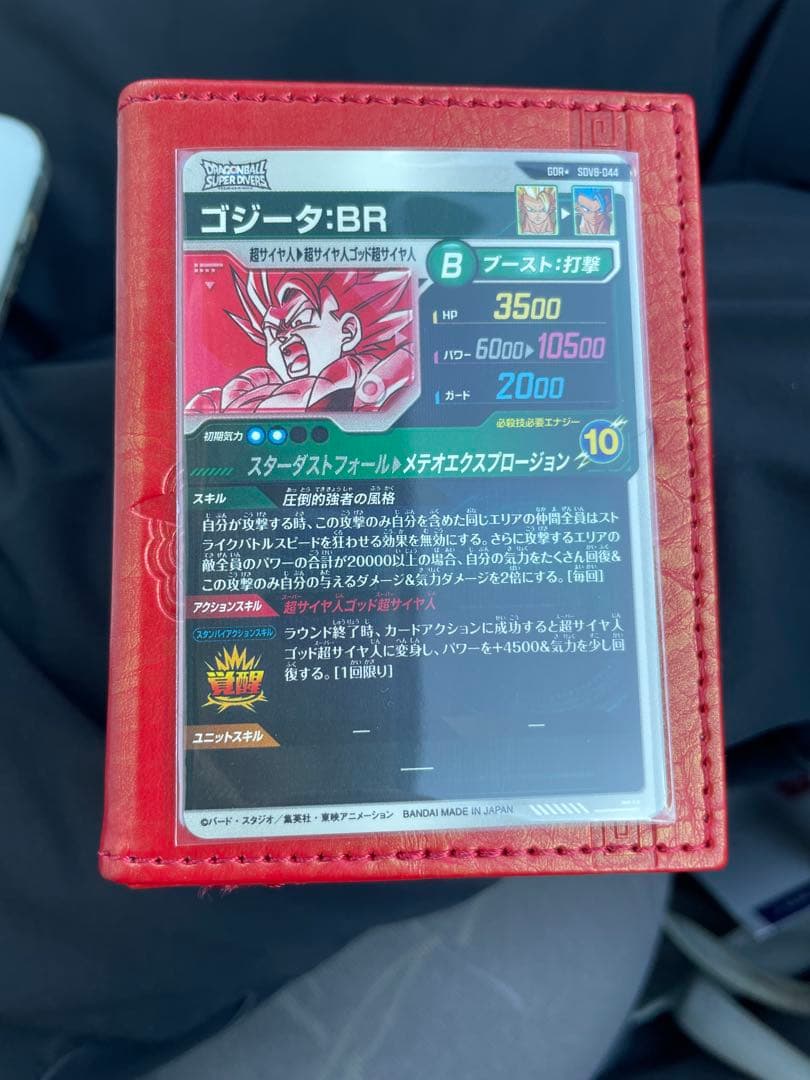 DRAGONBALL
SUPER DIVERS
GDR★ SDV8-044
ゴジータ:BR
超サイヤ人▶超サイヤ人ゴッド超サイヤ人
B ブースト:打撃
HP 3500
パワー 6000▶10500
ガード 2000
初期気力
必殺技必要エナジー
10
スターダストフォール▶メテオエクスプロージョン
スキル 圧倒的強者の風格
自分が攻撃する時、この攻撃のみ自分を含めた同じエリアの仲間全員はスト
ライクバトルスピードを狂わせる効果を無効にする。さらに攻撃するエリアの
敵全員のパワーの合計が20000以上の場合、自分の気力をたくさん回復&
この攻撃のみ自分の与えるダメージ&気力ダメージを2倍にする。[毎回]
アクションスキル 超サイヤ人ゴッド超サイヤ人
スタンバイアクションスキル
覚醒
ラウンド終了時、カードアクションに成功すると超サイヤ人
ゴッド超サイヤ人に変身し、パワーを+4500&気力を少し回
復する。[1回限り]
ユニットスキル
—
—
—
©バード・スタジオ/集英社・東映アニメーション BANDAI MADE IN JAPAN